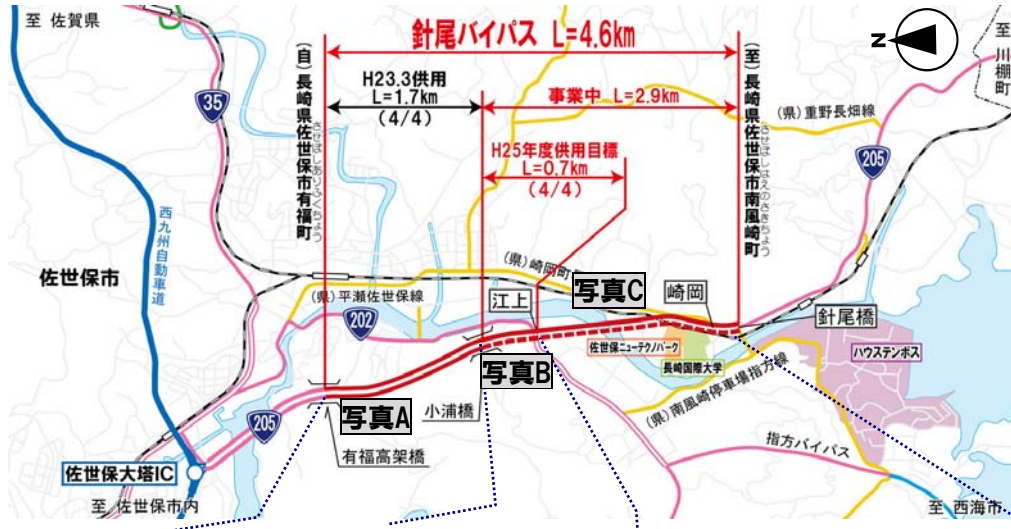 至 佐賀県
針尾バイパス L=4.6km
N
至 川棚町
35
(自)長崎県佐世保市有福町
させぼしありふくちょう
H23.3供用
L=1.7km
(4/4)
事業中 L=2.9km
(至)長崎県佐世保市南風崎町
させぼしはえのさきちょう
(県)重野長畑線
H25年度供用目標
L=0.7km
(4/4)
205
西九州自動車道
佐世保市
(県)崎岡町
写真C
(県)平瀬佐世保線
江上
崎岡
202
針尾橋
佐世保ニューテクノパーク
ハウステンボス
長崎国際大学
写真B
(県)南風崎停車場指方線
写真A
小浦橋
205
有福高架橋
指方バイパス
佐世保大塔IC
至 佐世保市内
至 西海市